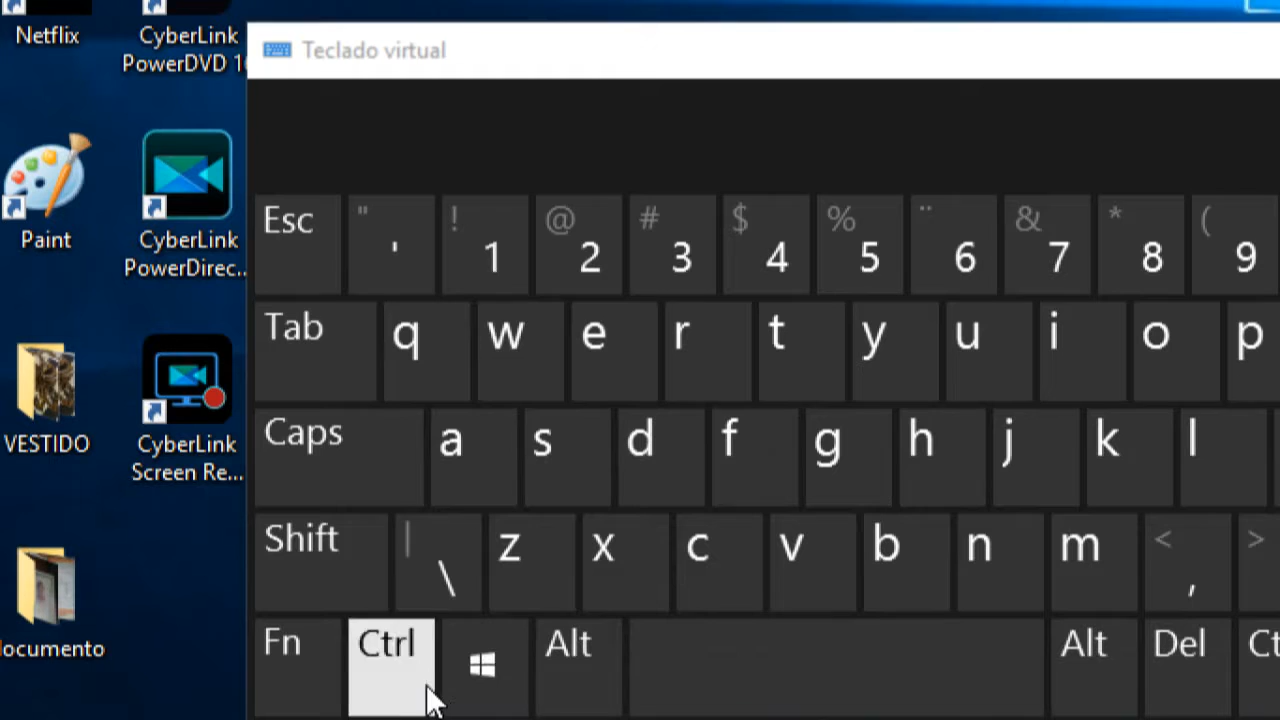 Netflix
CyberLink
PowerDVD 1
Teclado virtual
Paint
CyberLink
PowerDirec...
VESTIDO
CyberLink
Screen Re...
documento
Esc " ' ! 1 @ 2 # 3 $ 4 % 5 ¨ 6 & 7 * 8 ( 9
Tab q w e r t y u i o p
Caps a s d f g h j k l
Shift | \ z x c v b n m < , >
Fn Ctrl Alt Alt Del Ct